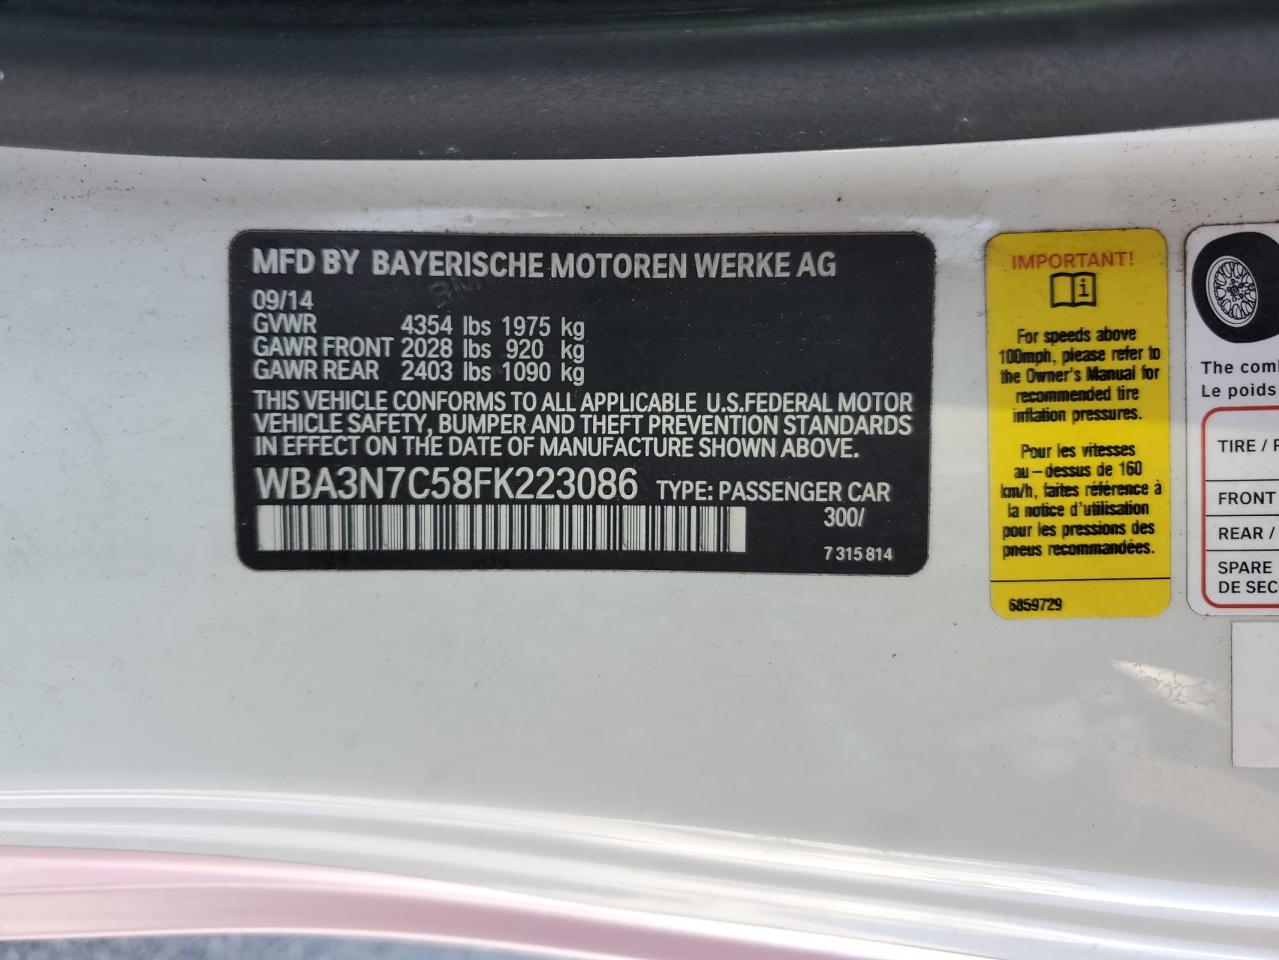 MFD BY BAYERISCHE MOTOREN WERKE AG
09/14
GVWR 4354 lbs 1975 kg
GAWR FRONT 2028 lbs 920 kg
GAWR REAR 2403 lbs 1090 kg
THIS VEHICLE CONFORMS TO ALL APPLICABLE U.S.FEDERAL MOTOR
VEHICLE SAFETY, BUMPER AND THEFT PREVENTION STANDARDS
IN EFFECT ON THE DATE OF MANUFACTURE SHOWN ABOVE.
WBA3N7C58FK223086 TYPE: PASSENGER CAR
300/
7 315 814
IMPORTANT!
For speeds above
100mph, please refer to
the Owner's Manual for
recommended tire
inflation pressures.
Pour les vitesses
au-dessus de 160
km/h, faites référence à
la notice d'utilisation
pour les pressions des
pneus recommandées.
6859729
The com
Le poids
TIRE /
FRONT
REAR /
SPARE
DE SEC